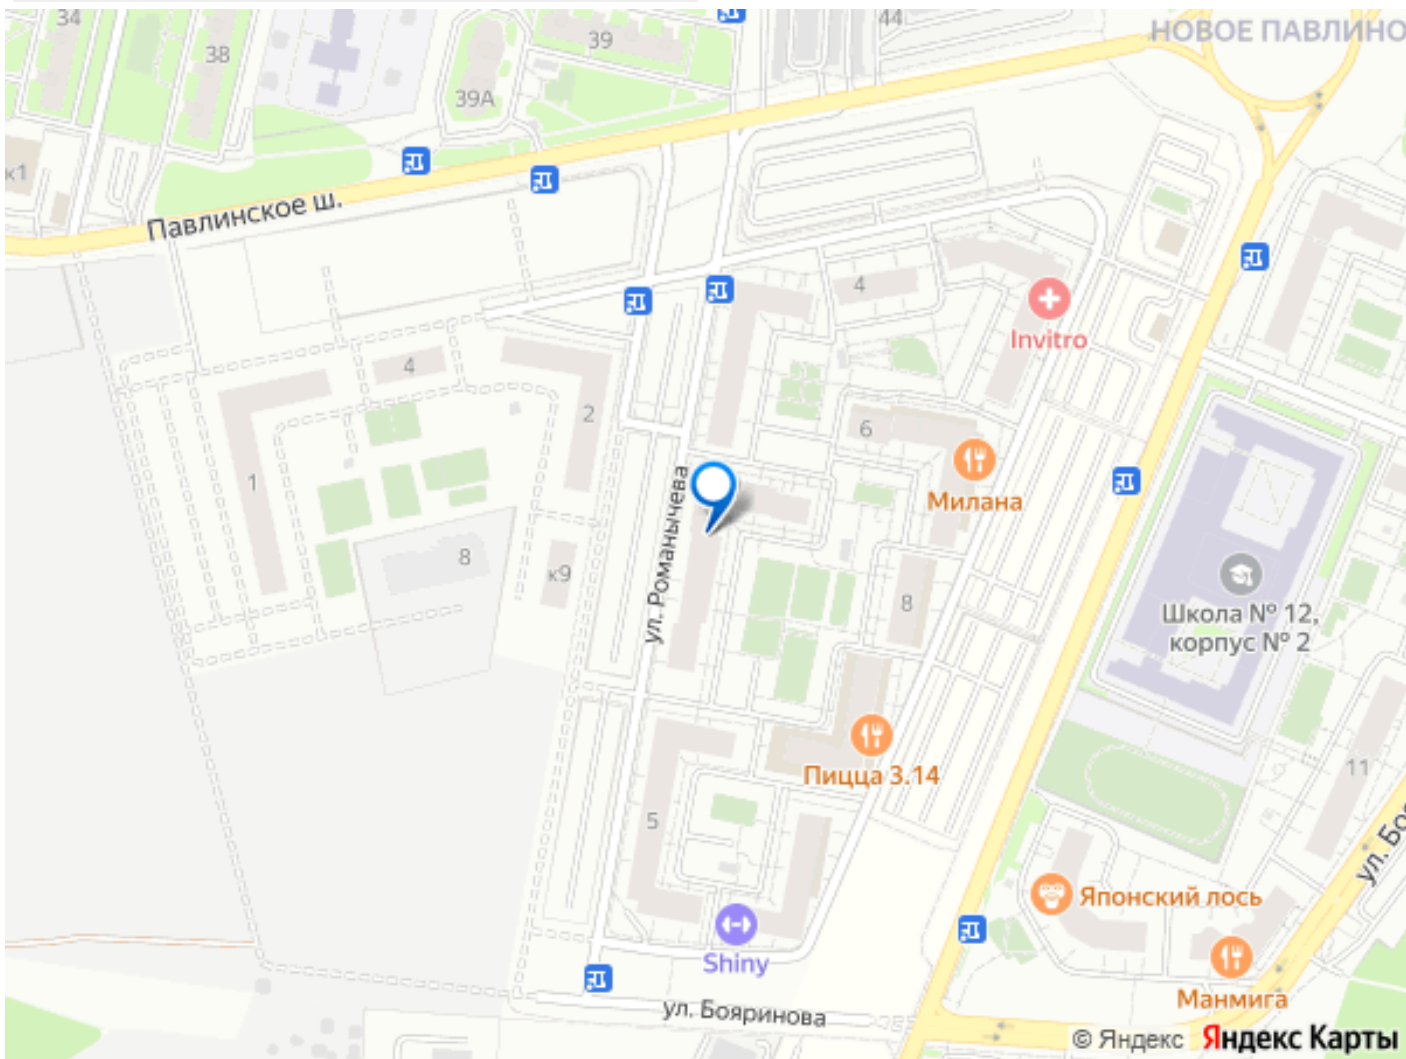 34
38
39
44
НОВОЕ ПАВЛИНО
39А
к1
Павлинское ш.
4
Invitro
4
2
6
1
Милана
ул. Романычева
8
к9
8
Школа № 12,
корпус № 2
Пицца 3.14
5
11
ул. Бо
Японский лось
Shiny
Манмига
ул. Бояринова
© Яндекс Яндекс Карты